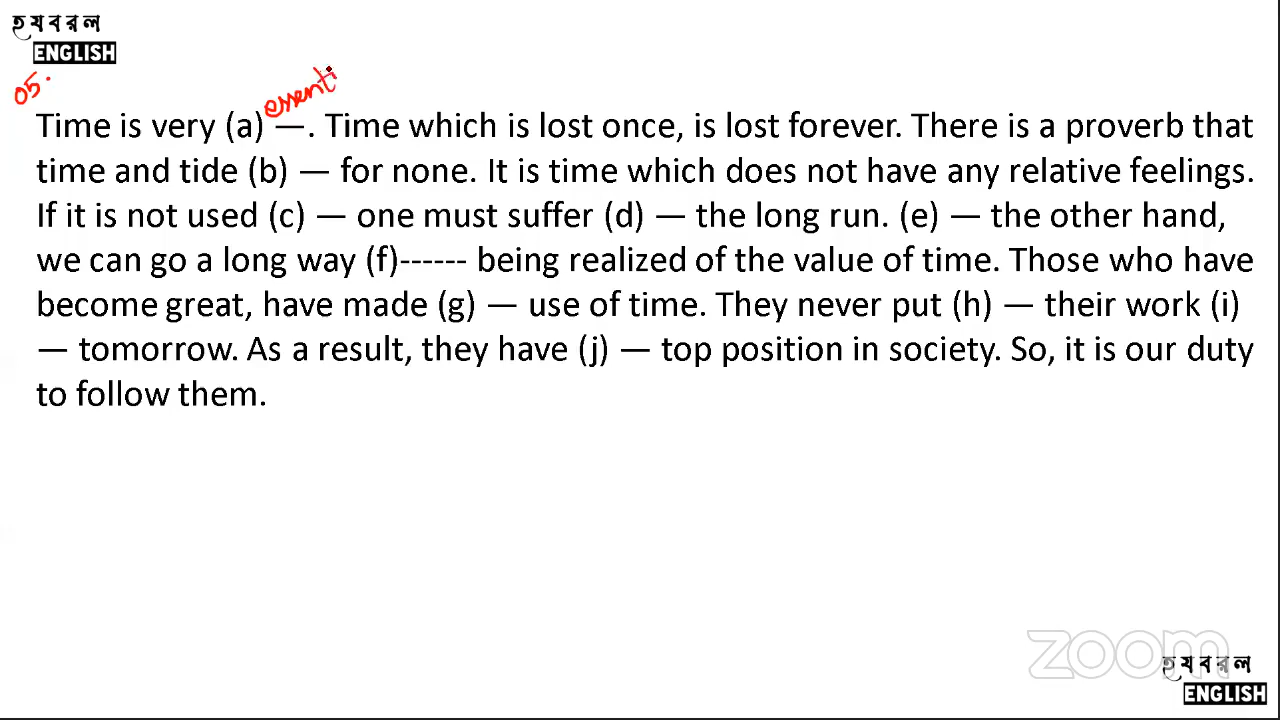 হ য ব র ল
ENGLISH
05.
essenti
Time is very (a) —. Time which is lost once, is lost forever. There is a proverb that
time and tide (b) — for none. It is time which does not have any relative feelings.
If it is not used (c) — one must suffer (d) — the long run. (e) — the other hand,
we can go a long way (f)------ being realized of the value of time. Those who have
become great, have made (g) — use of time. They never put (h) — their work (i)
— tomorrow. As a result, they have (j) — top position in society. So, it is our duty
to follow them.
zoom
হ য ব র ল
ENGLISH